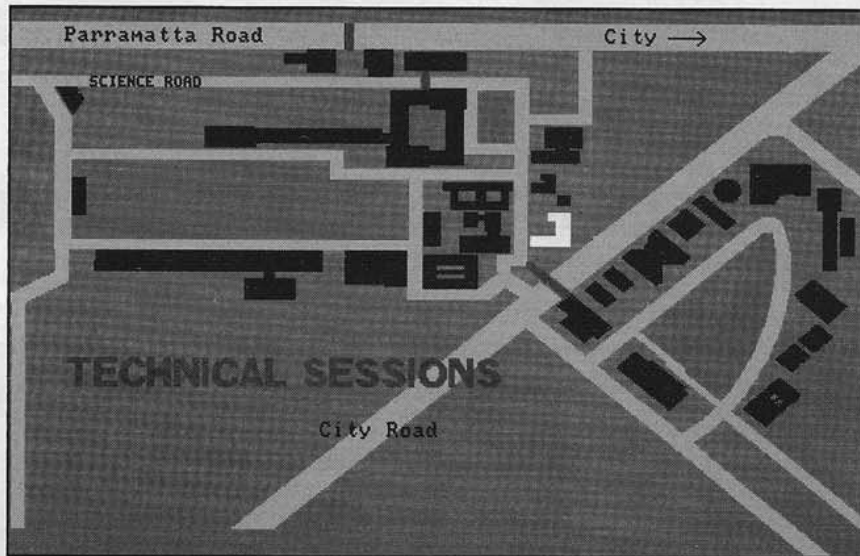 Parramatta Road
City →
SCIENCE ROAD
TECHNICAL SESSIONS
City Road